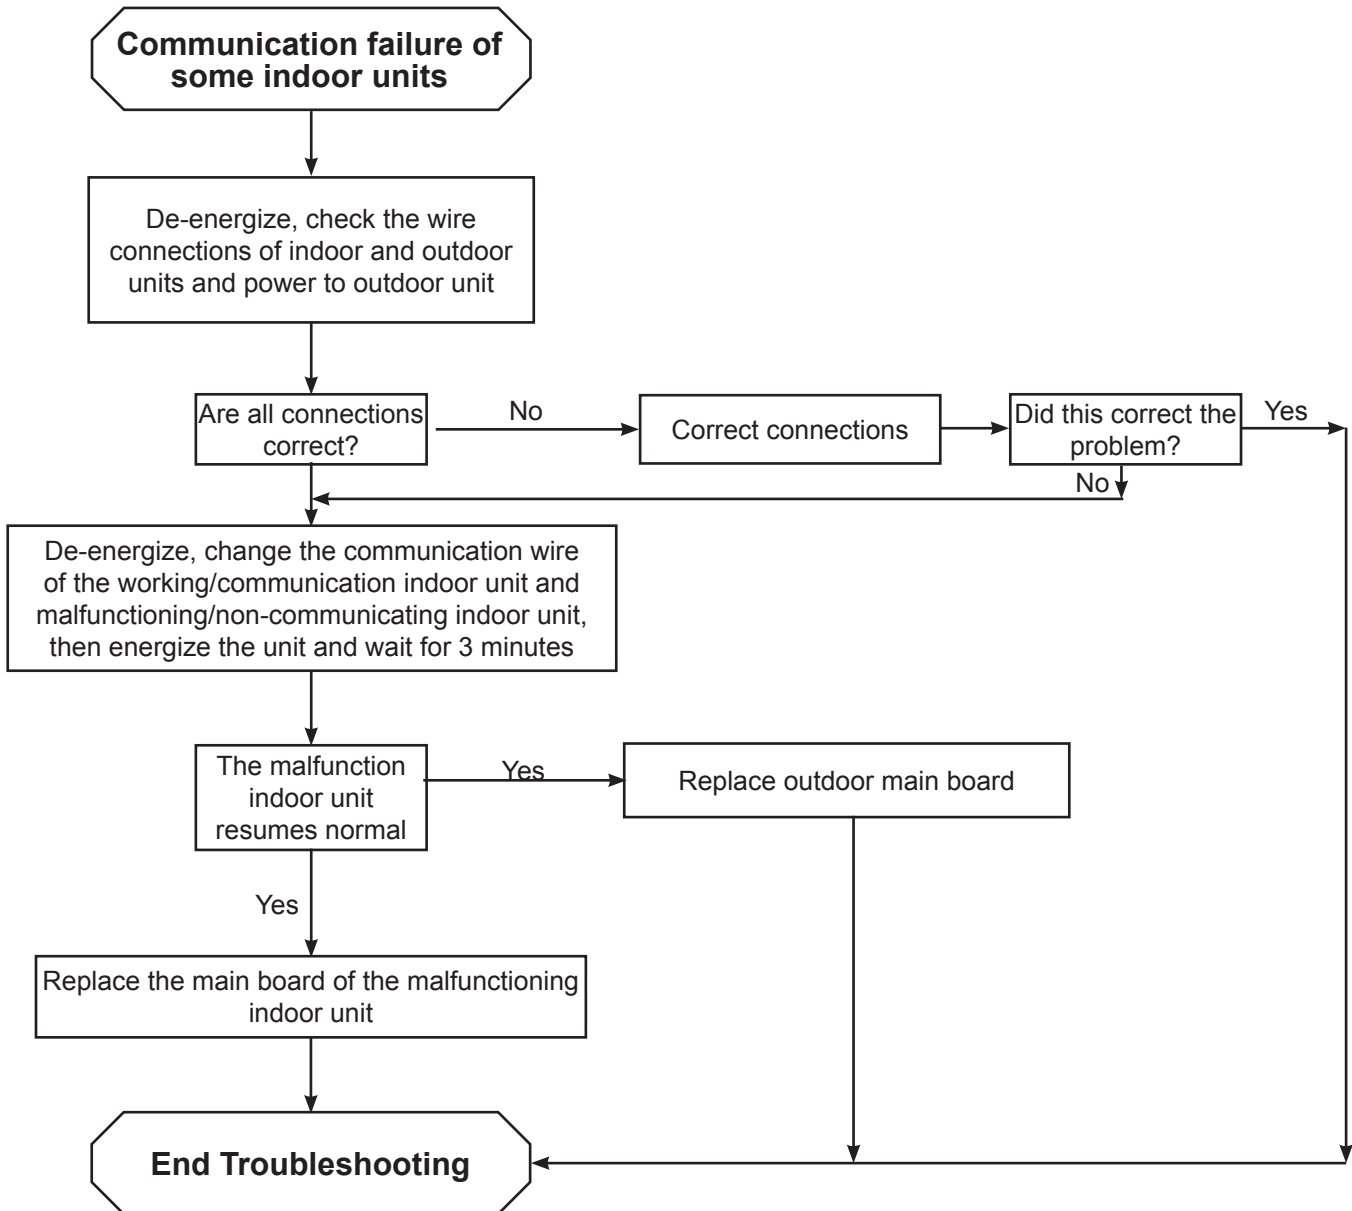 Communication failure of
some indoor units
De-energize, check the wire
connections of indoor and outdoor
units and power to outdoor unit
Are all connections
correct?
No
Correct connections
Did this correct the
problem?
Yes
No
De-energize, change the communication wire
of the working/communication indoor unit and
malfunctioning/non-communicating indoor unit,
then energize the unit and wait for 3 minutes
The malfunction
indoor unit
resumes normal
Yes
Replace outdoor main board
Yes
Replace the main board of the malfunctioning
indoor unit
End Troubleshooting